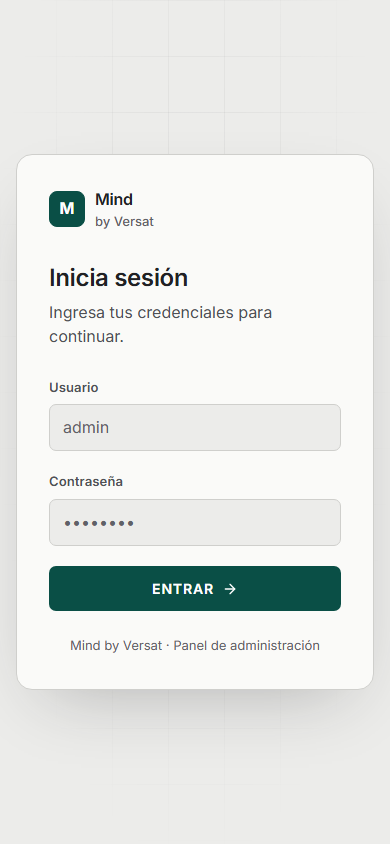 M
Mind
by Versat
Inicia sesión
Ingresa tus credenciales para
continuar.
Usuario
admin
Contraseña
••••••••
ENTRAR →
Mind by Versat · Panel de administración